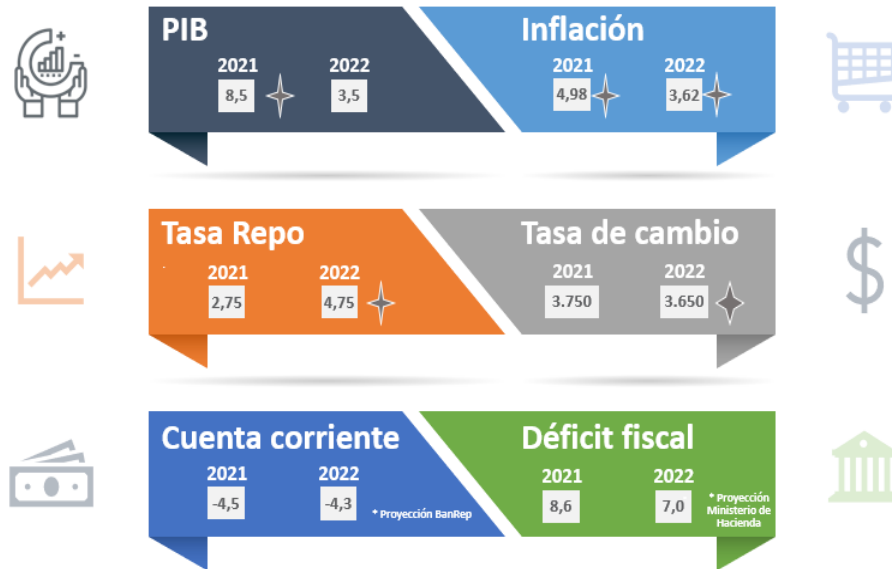 PIB
2021 2022
8,5 3,5
Inflación
2021 2022
4,98 3,62
Tasa Repo
2021 2022
2,75 4,75
Tasa de cambio
2021 2022
3.750 3.650
Cuenta corriente
2021 2022
-4,5 -4,3
* Proyección BanRep
Déficit fiscal
2021 2022
8,6 7,0
* Proyección
Ministerio de
Hacienda